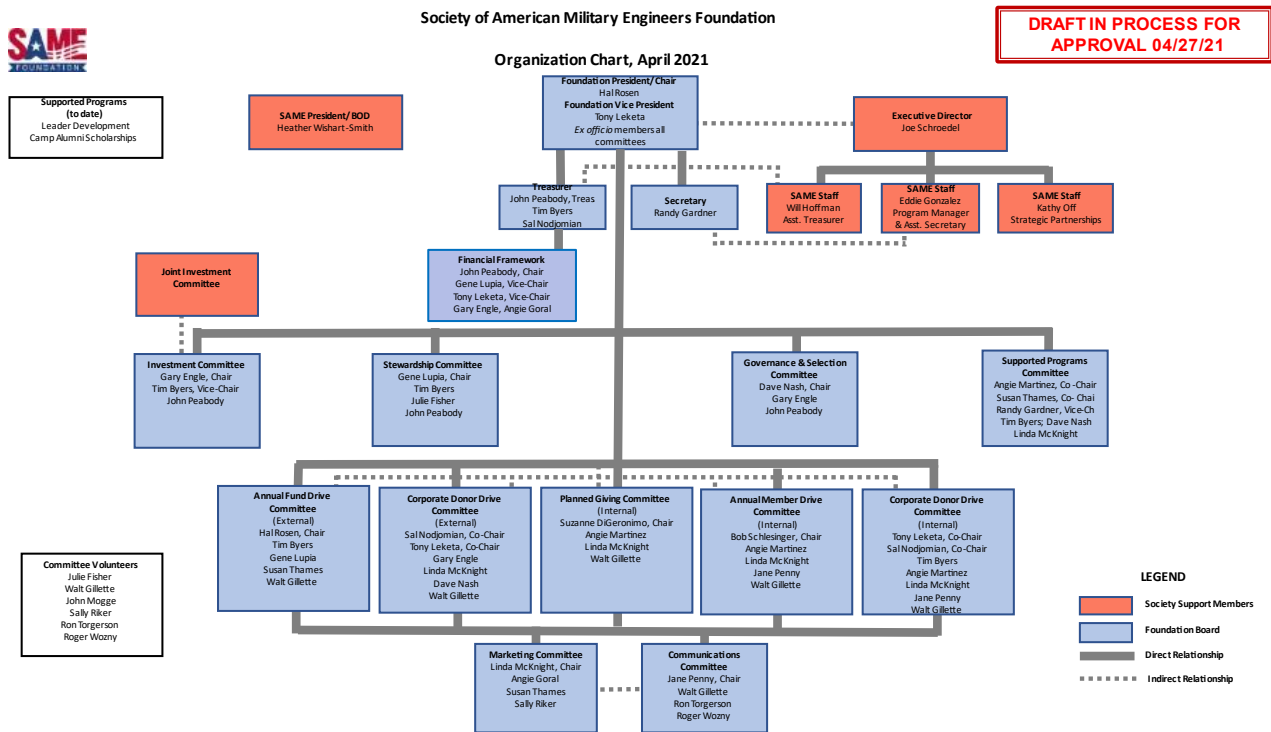 Society of American Military Engineers Foundation
Organization Chart, April 2021
DRAFT IN PROCESS FOR
APPROVAL 04/27/21
SAME
FOUNDATION
Supported Programs
(to date)
Leader Development
Camp Alumni Scholarships
SAME President/ BOD
Heather Wishart-Smith
Foundation President/Chair
Hal Rosen
Foundation Vice President
Tony Leketa
Ex officio members all
committees
Executive Director
Joe Schroedel
Treasurer
John Peabody, Treas
Tim Byers
Sal Nodjomian
Secretary
Randy Gardner
SAME Staff
Will Hoffman
Asst. Treasurer
SAME Staff
Eddie Gonzalez
Program Manager
& Asst. Secretary
SAME Staff
Kathy Off
Strategic Partnerships
Joint Investment
Committee
Financial Framework
John Peabody, Chair
Gene Lupia, Vice-Chair
Tony Leketa, Vice-Chair
Gary Engle, Angie Goral
Investment Committee
Gary Engle, Chair
Tim Byers, Vice-Chair
John Peabody
Stewardship Committee
Gene Lupia, Chair
Tim Byers
Julie Fisher
John Peabody
Governance & Selection
Committee
Dave Nash, Chair
Gary Engle
John Peabody
Supported Programs
Committee
Angie Martinez, Co -Chair
Susan Thames, Co- Chai
Randy Gardner, Vice-Ch
Tim Byers; Dave Nash
Linda McKnight
Annual Fund Drive
Committee
(External)
Hal Rosen, Chair
Tim Byers
Gene Lupia
Susan Thames
Walt Gillette
Corporate Donor Drive
Committee
(External)
Sal Nodjomian, Co-Chair
Tony Leketa, Co-Chair
Gary Engle
Linda McKnight
Dave Nash
Walt Gillette
Planned Giving Committee
(Internal)
Suzanne DiGeronimo, Chair
Angie Martinez
Linda McKnight
Walt Gillette
Annual Member Drive
Committee
(Internal)
Bob Schlesinger, Chair
Angie Martinez
Linda McKnight
Jane Penny
Walt Gillette
Corporate Donor Drive
Committee
(Internal)
Tony Leketa, Co-Chair
Sal Nodjomian, Co-Chair
Tim Byers
Angie Martinez
Linda McKnight
Jane Penny
Walt Gillette
Committee Volunteers
Julie Fisher
Walt Gillette
John Mogge
Sally Riker
Ron Torgerson
Roger Wozny
Marketing Committee
Linda McKnight, Chair
Angie Goral
Susan Thames
Sally Riker
Communications
Committee
Jane Penny, Chair
Walt Gillette
Ron Torgerson
Roger Wozny
LEGEND
Society Support Members
Foundation Board
Direct Relationship
Indirect Relationship